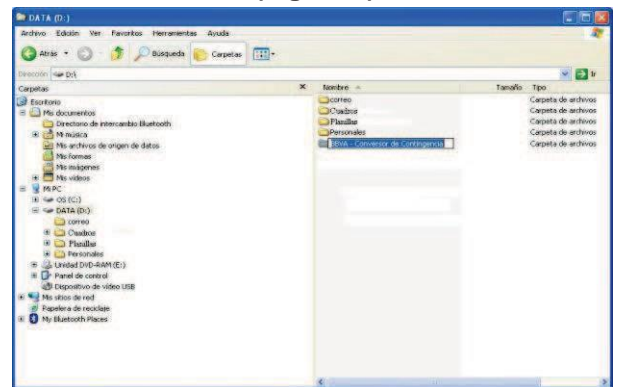 DATA (D:)
Archivo Edición Ver Favoritos Herramientas Ayuda
Atrás Búsqueda Carpetas
Dirección D:\ Ir
Carpetas X Nombre Tamaño Tipo
Escritorio
Mis documentos
Directorio de intercambio Bluetooth
Mi música
Mis archivos de origen de datos
Mis formas
Mis imágenes
Mis vídeos
Mi PC
OS (C:)
DATA (D:)
correo
Cuadros
Planillas
Personales
Unidad DVD-RAM (E:)
Panel de control
Dispositivo de vídeo USB
Mis sitios de red
Papelera de reciclaje
My Bluetooth Places
correo Carpeta de archivos
Cuadros Carpeta de archivos
Planillas Carpeta de archivos
Personales Carpeta de archivos
BBVA - Conversor de Contingencia Carpeta de archivos